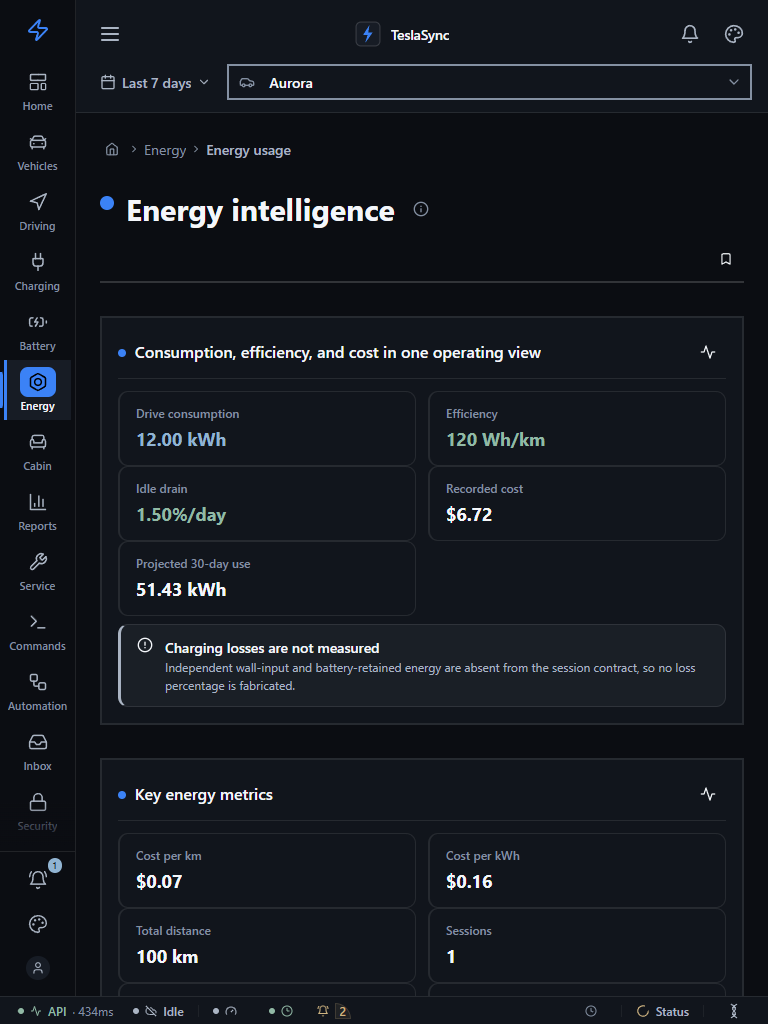 TeslaSync
Last 7 days
Aurora
Home
Vehicles
Driving
Charging
Battery
Energy
Cabin
Reports
Service
Commands
Automation
Inbox
Security
1
Energy
Energy usage
Energy intelligence
Consumption, efficiency, and cost in one operating view
Drive consumption
12.00 kWh
Efficiency
120 Wh/km
Idle drain
1.50%/day
Recorded cost
$6.72
Projected 30-day use
51.43 kWh
Charging losses are not measured
Independent wall-input and battery-retained energy are absent from the session contract, so no loss
percentage is fabricated.
Key energy metrics
Cost per km
$0.07
Cost per kWh
$0.16
Total distance
100 km
Sessions
1
API · 434ms
Idle
2
Status